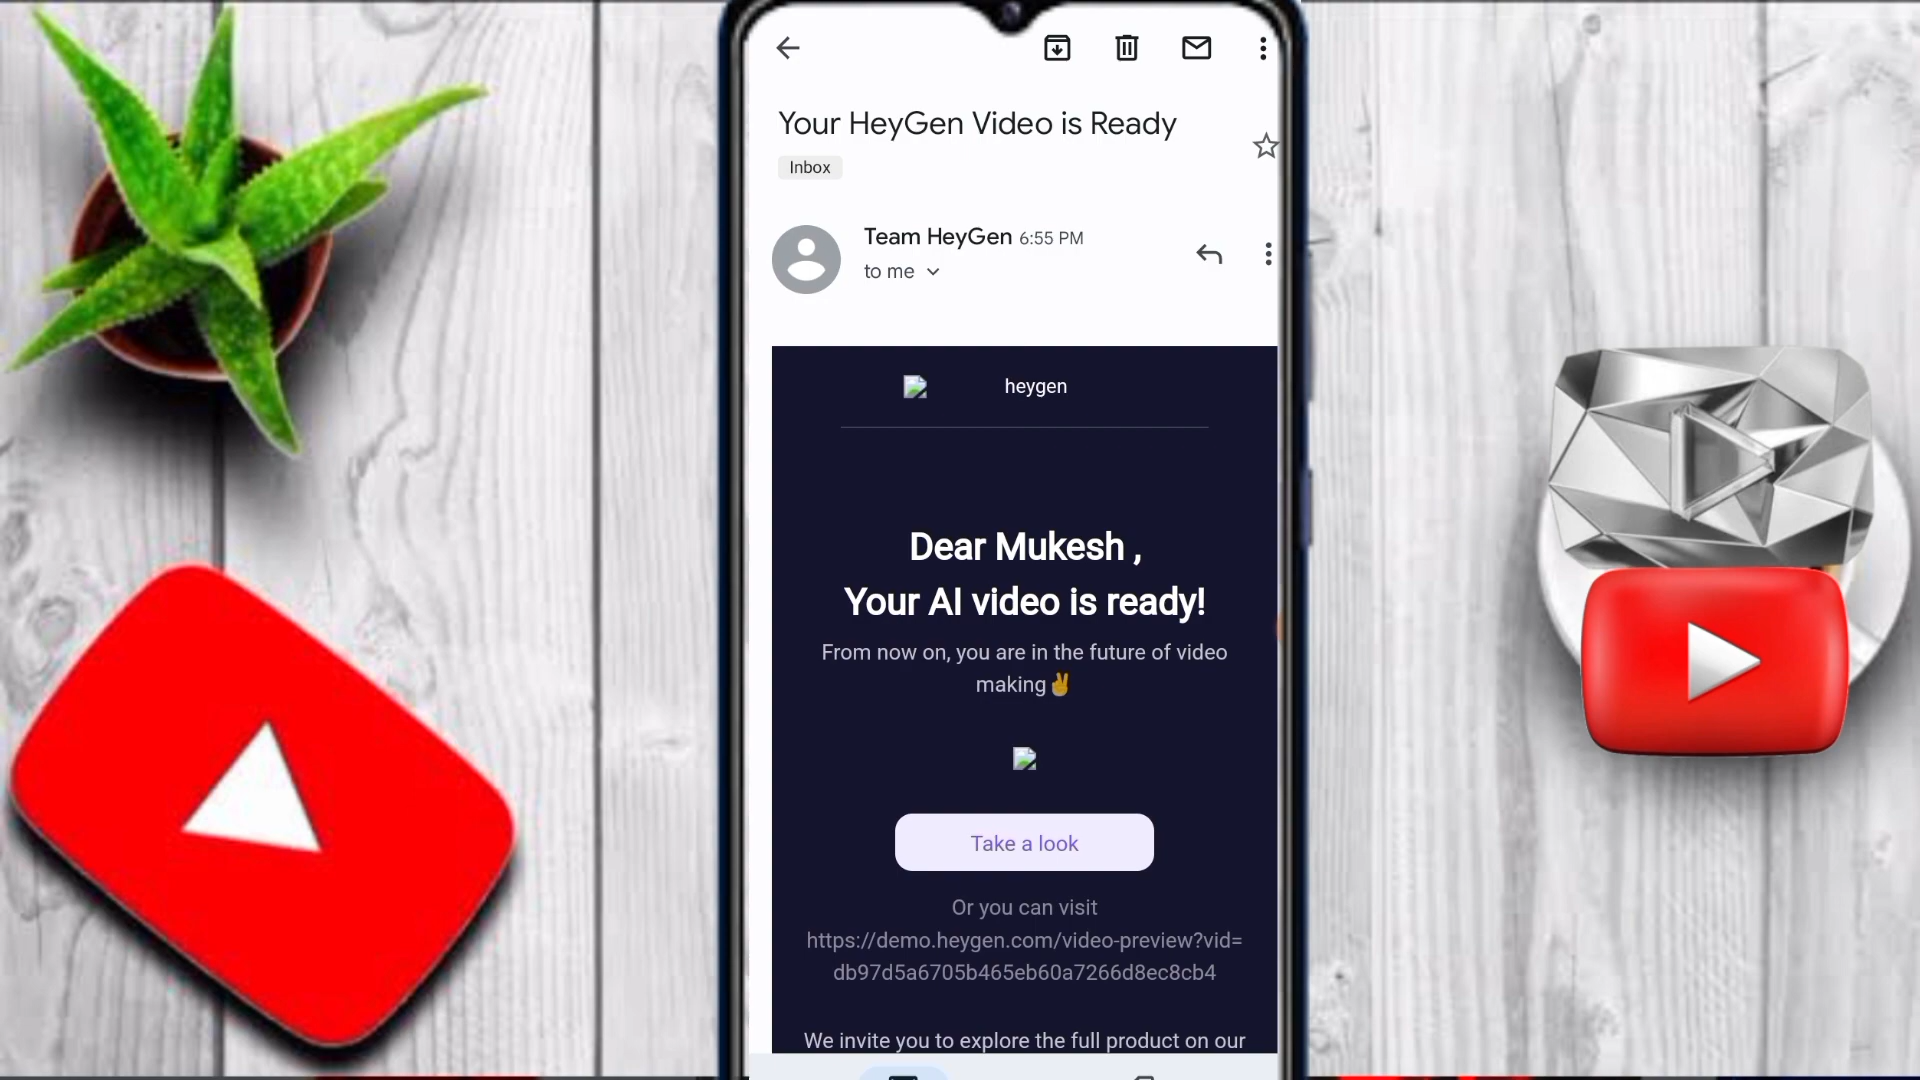 Your HeyGen Video is Ready
Inbox
Team HeyGen 6:55 PM
to me
heygen
Dear Mukesh ,
Your AI video is ready!
From now on, you are in the future of video
making✌️
Take a look
Or you can visit
https://demo.heygen.com/video-preview?vid=
db97d5a6705b465eb60a7266d8ec8cb4
We invite you to explore the full product on our